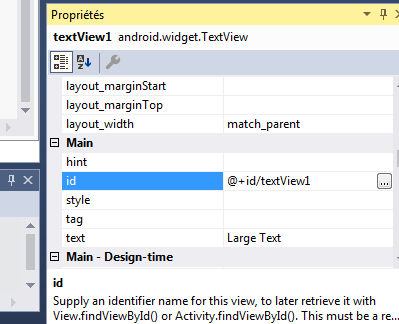 Propriétés
textView1 android.widget.TextView
layout_marginStart
layout_marginTop
layout_width match_parent
Main
hint
id @+id/textView1 ...
style
tag
text Large Text
Main - Design-time
id
Supply an identifier name for this view, to later retrieve it with
View.findViewById() or Activity.findViewById(). This must be a re...